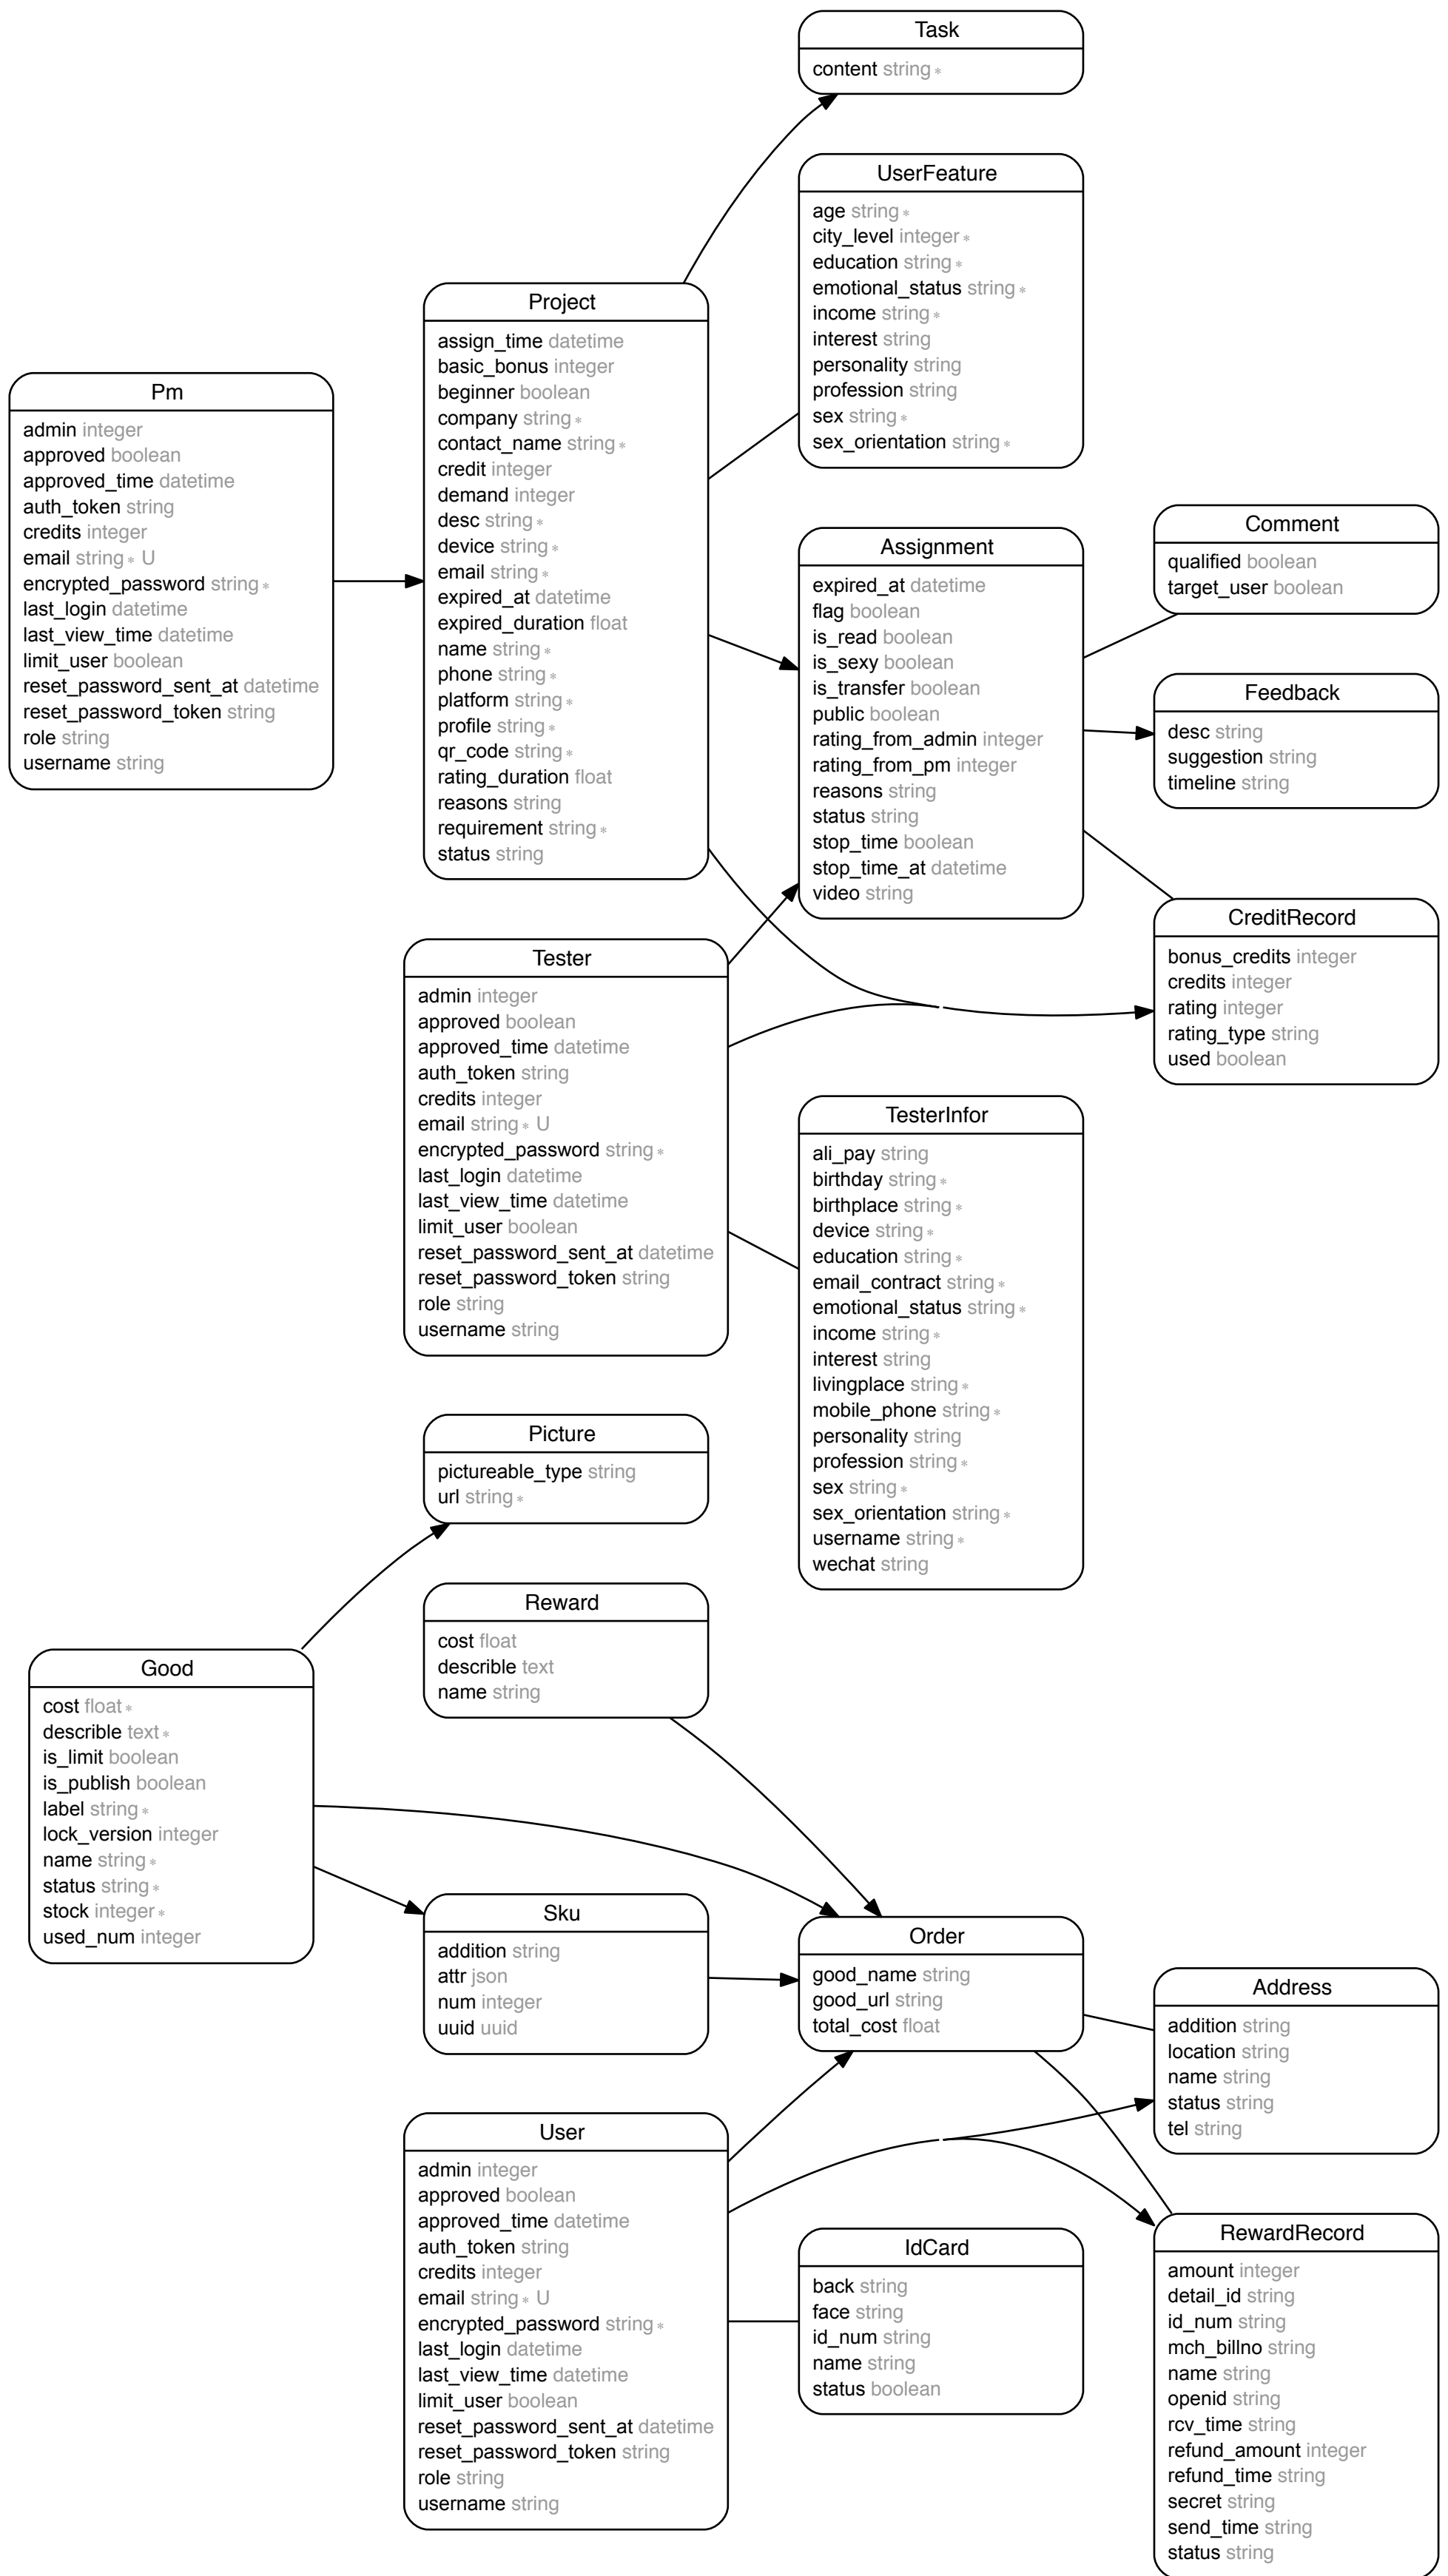 Task
content string ∗
UserFeature
age string ∗
city_level integer ∗
education string ∗
emotional_status string ∗
income string ∗
interest string
personality string
profession string
sex string ∗
sex_orientation string ∗
Project
assign_time datetime
basic_bonus integer
beginner boolean
company string ∗
contact_name string ∗
credit integer
demand integer
desc string ∗
device string ∗
email string ∗
expired_at datetime
expired_duration float
name string ∗
phone string ∗
platform string ∗
profile string ∗
qr_code string ∗
rating_duration float
reasons string
requirement string ∗
status string
Pm
admin integer
approved boolean
approved_time datetime
auth_token string
credits integer
email string ∗ U
encrypted_password string ∗
last_login datetime
last_view_time datetime
limit_user boolean
reset_password_sent_at datetime
reset_password_token string
role string
username string
Assignment
expired_at datetime
flag boolean
is_read boolean
is_sexy boolean
is_transfer boolean
public boolean
rating_from_admin integer
rating_from_pm integer
reasons string
status string
stop_time boolean
stop_time_at datetime
video string
Comment
qualified boolean
target_user boolean
Feedback
desc string
suggestion string
timeline string
CreditRecord
bonus_credits integer
credits integer
rating integer
rating_type string
used boolean
Tester
admin integer
approved boolean
approved_time datetime
auth_token string
credits integer
email string ∗ U
encrypted_password string ∗
last_login datetime
last_view_time datetime
limit_user boolean
reset_password_sent_at datetime
reset_password_token string
role string
username string
TesterInfor
ali_pay string
birthday string ∗
birthplace string ∗
device string ∗
education string ∗
email_contract string ∗
emotional_status string ∗
income string ∗
interest string
livingplace string ∗
mobile_phone string ∗
personality string
profession string ∗
sex string ∗
sex_orientation string ∗
username string ∗
wechat string
Picture
pictureable_type string
url string ∗
Reward
cost float
describle text
name string
Good
cost float ∗
describle text ∗
is_limit boolean
is_publish boolean
label string ∗
lock_version integer
name string ∗
status string ∗
stock integer ∗
used_num integer
Sku
addition string
attr json
num integer
uuid uuid
Order
good_name string
good_url string
total_cost float
Address
addition string
location string
name string
status string
tel string
User
admin integer
approved boolean
approved_time datetime
auth_token string
credits integer
email string ∗ U
encrypted_password string ∗
last_login datetime
last_view_time datetime
limit_user boolean
reset_password_sent_at datetime
reset_password_token string
role string
username string
IdCard
back string
face string
id_num string
name string
status boolean
RewardRecord
amount integer
detail_id string
id_num string
mch_billno string
name string
openid string
rcv_time string
refund_amount integer
refund_time string
secret string
send_time string
status string